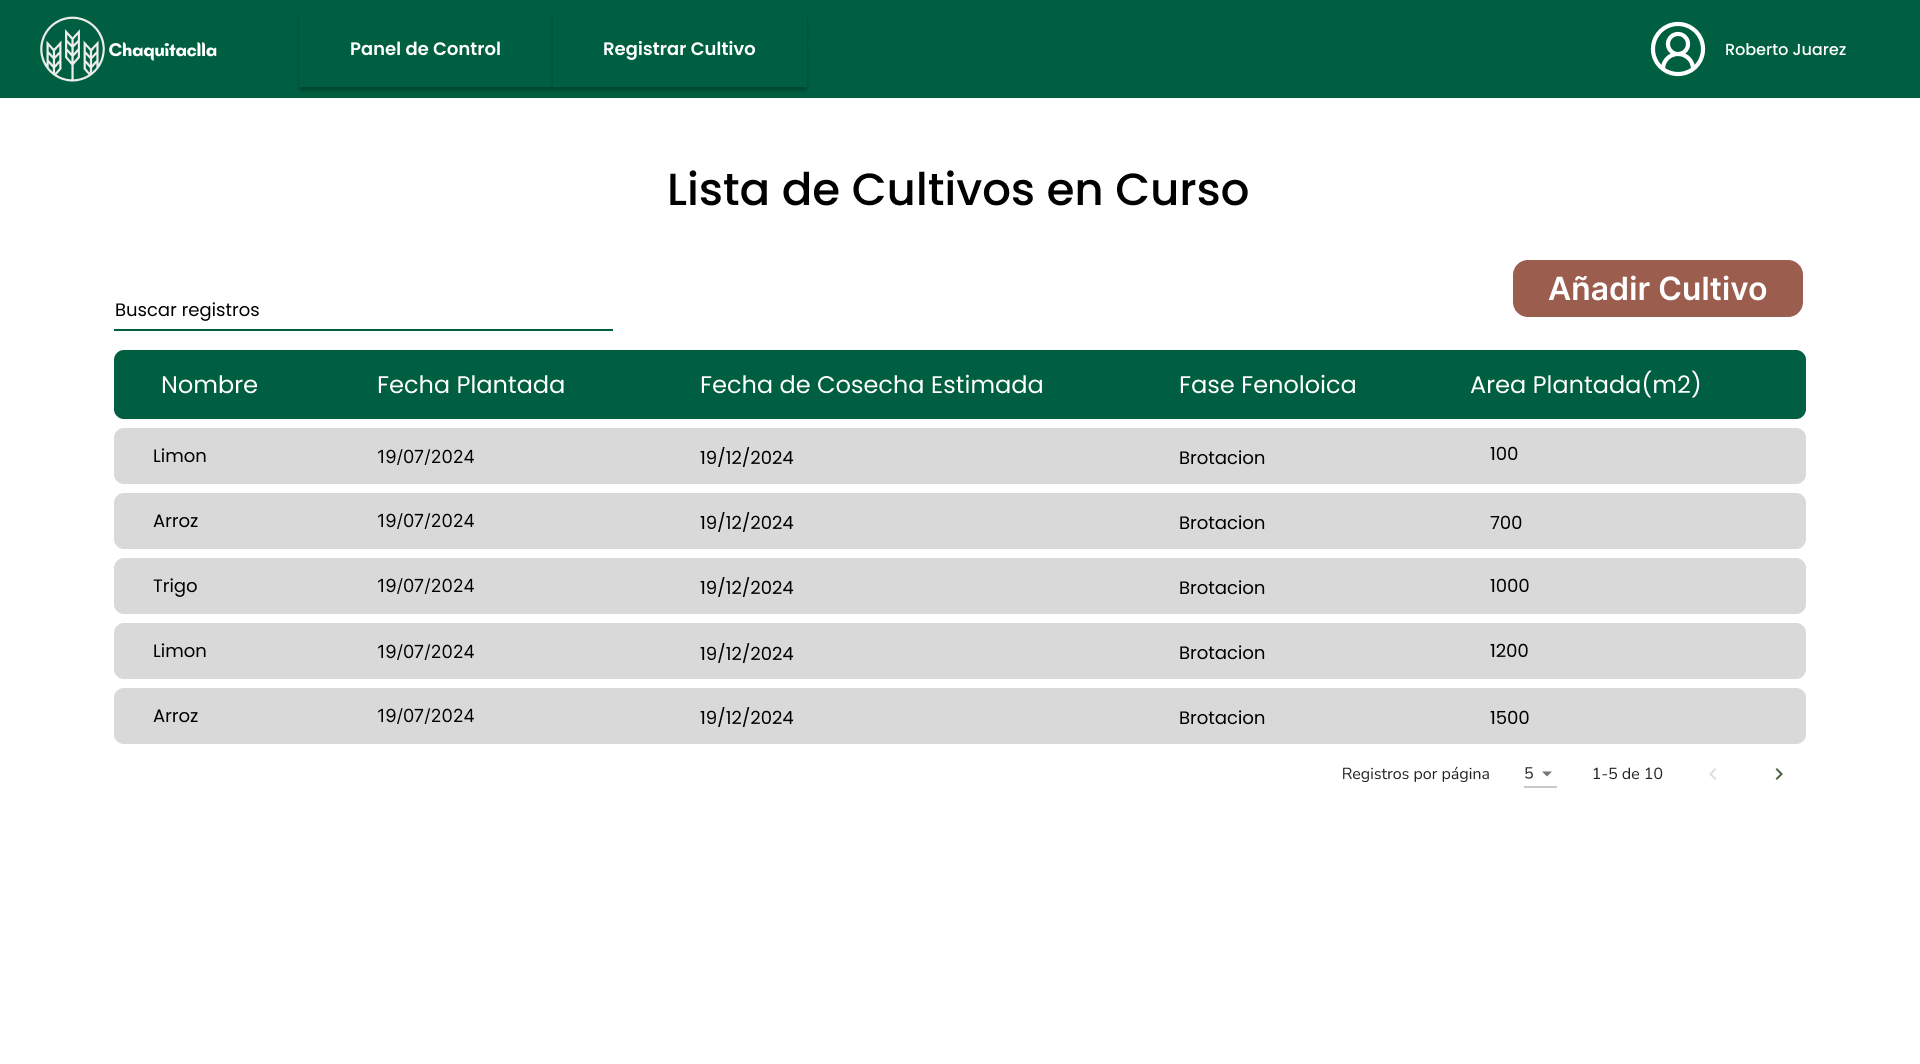 Chaquitaclla Panel de Control Registrar Cultivo Roberto Juarez
Lista de Cultivos en Curso
Añadir Cultivo
Buscar registros
Nombre Fecha Plantada Fecha de Cosecha Estimada Fase Fenoloica Area Plantada(m2)
Limon 19/07/2024 19/12/2024 Brotacion 100
Arroz 19/07/2024 19/12/2024 Brotacion 700
Trigo 19/07/2024 19/12/2024 Brotacion 1000
Limon 19/07/2024 19/12/2024 Brotacion 1200
Arroz 19/07/2024 19/12/2024 Brotacion 1500
Registros por página 5 1-5 de 10